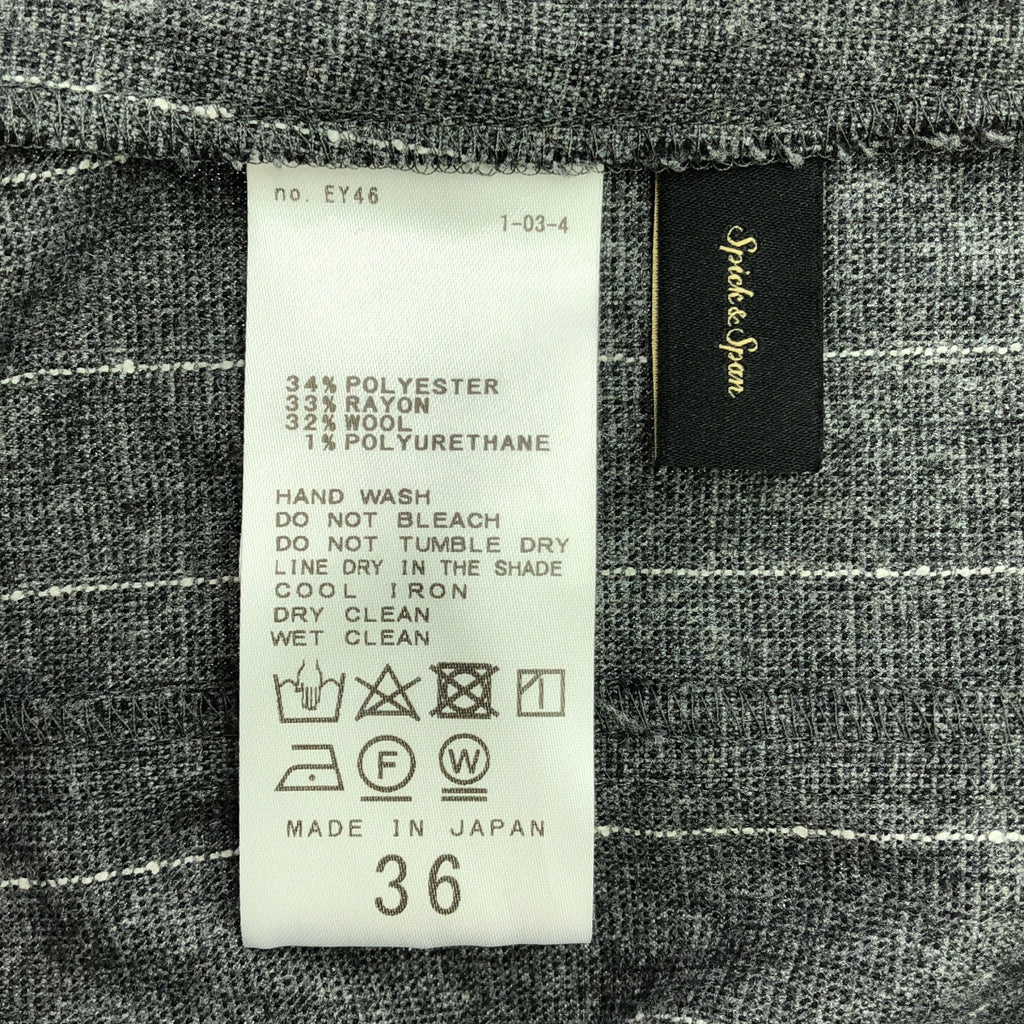 no. EY46
1-03-4
34% POLYESTER
33% RAYON
32% WOOL
1% POLYURETHANE
HAND WASH
DO NOT BLEACH
DO NOT TUMBLE DRY
LINE DRY IN THE SHADE
COOL IRON
DRY CLEAN
WET CLEAN
F
W
MADE IN JAPAN
36
Spick & Span